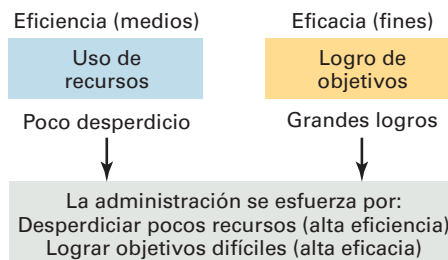 Eficiencia (medios)
Eficacia (fines)
Uso de
recursos
Logro de
objetivos
Poco desperdicio
Grandes logros
La administración se esfuerza por:
Desperdiciar pocos recursos (alta eficiencia)
Lograr objetivos difíciles (alta eficacia)